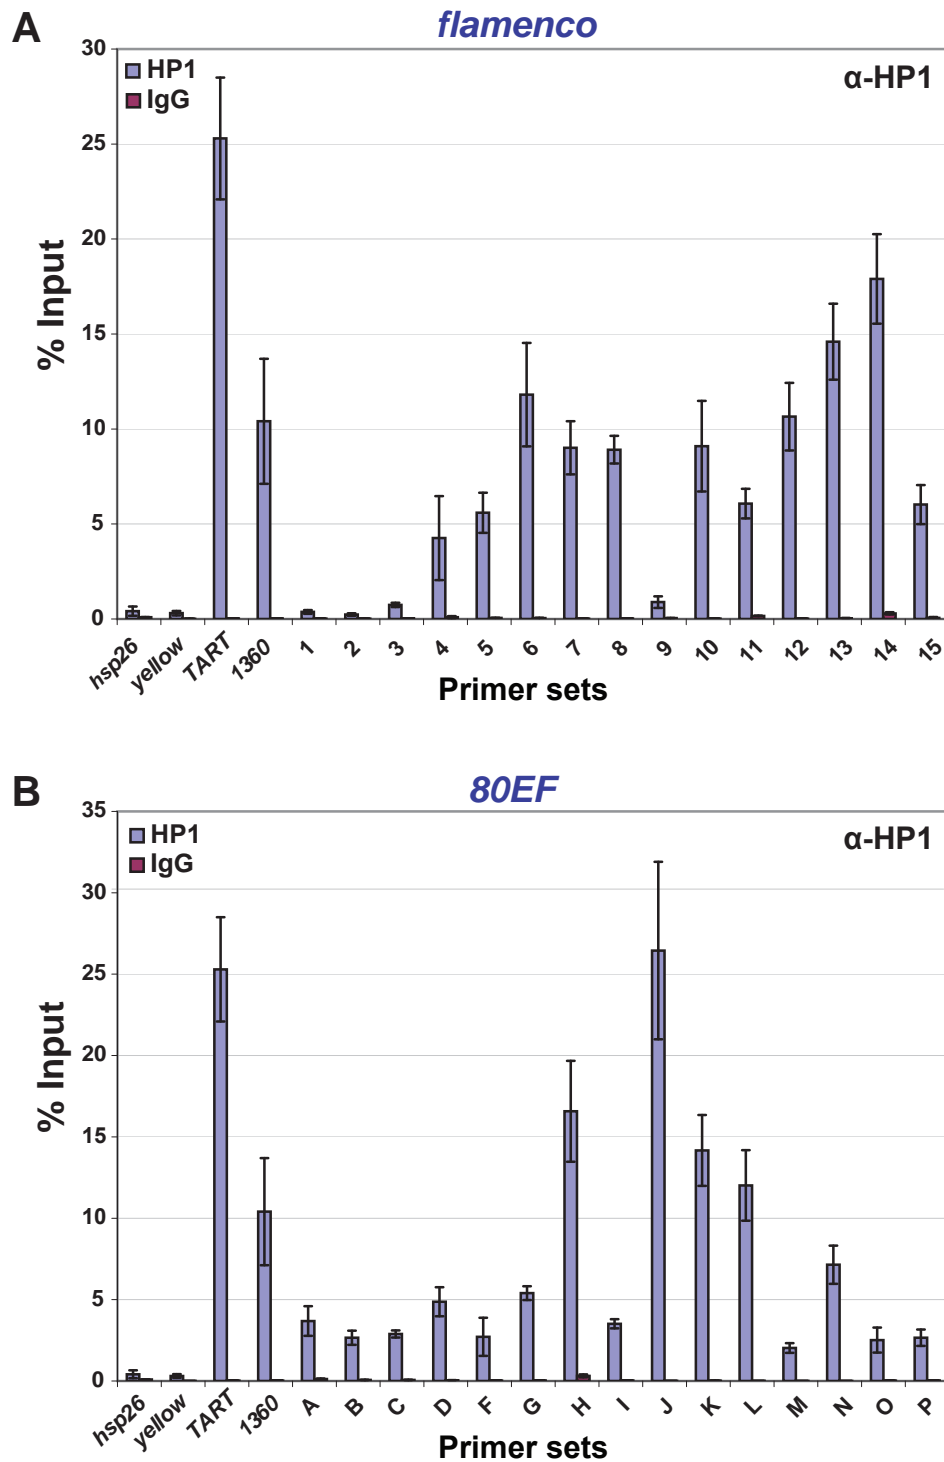 A
flamenco
HP1
IgG
α-HP1
% Input
30
25
20
15
10
5
0
hsp26 yellow TART 1360 1 2 3 4 5 6 7 8 9 10 11 12 13 14 15
Primer sets
B
80EF
HP1
IgG
α-HP1
% Input
35
30
25
20
15
10
5
0
hsp26 yellow TART 1360 A B C D F G H I J K L M N O P
Primer sets